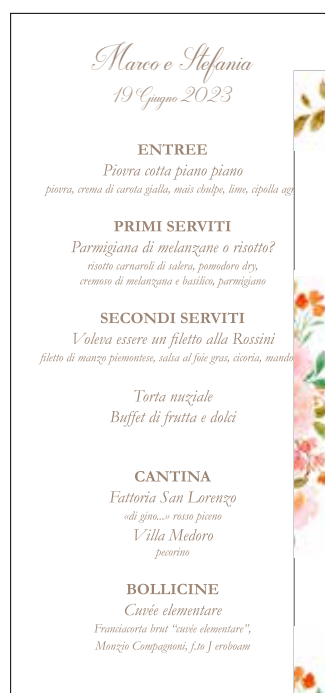 Marco e Stefania
19 Giugno 2023
ENTREE
Piovra cotta piano piano
piovra, crema di carota gialla, mais chulpe, lime, cipolla agr
PRIMI SERVITI
Parmigiana di melanzane o risotto?
risotto carnaroli di salera, pomodoro dry,
cremoso di melanzana e basilico, parmigiano
SECONDI SERVITI
Voleva essere un filetto alla Rossini
filetto di manzo piemontese, salsa al foie gras, cicoria, mando
Torta nuziale
Buffet di frutta e dolci
CANTINA
Fattoria San Lorenzo
«di gino...» rosso piceno
Villa Medoro
pecorino
BOLLICINE
Cuvée elementare
Franciacorta brut “cuvée elementare”,
Monzio Compagnoni, f.to J eroboam